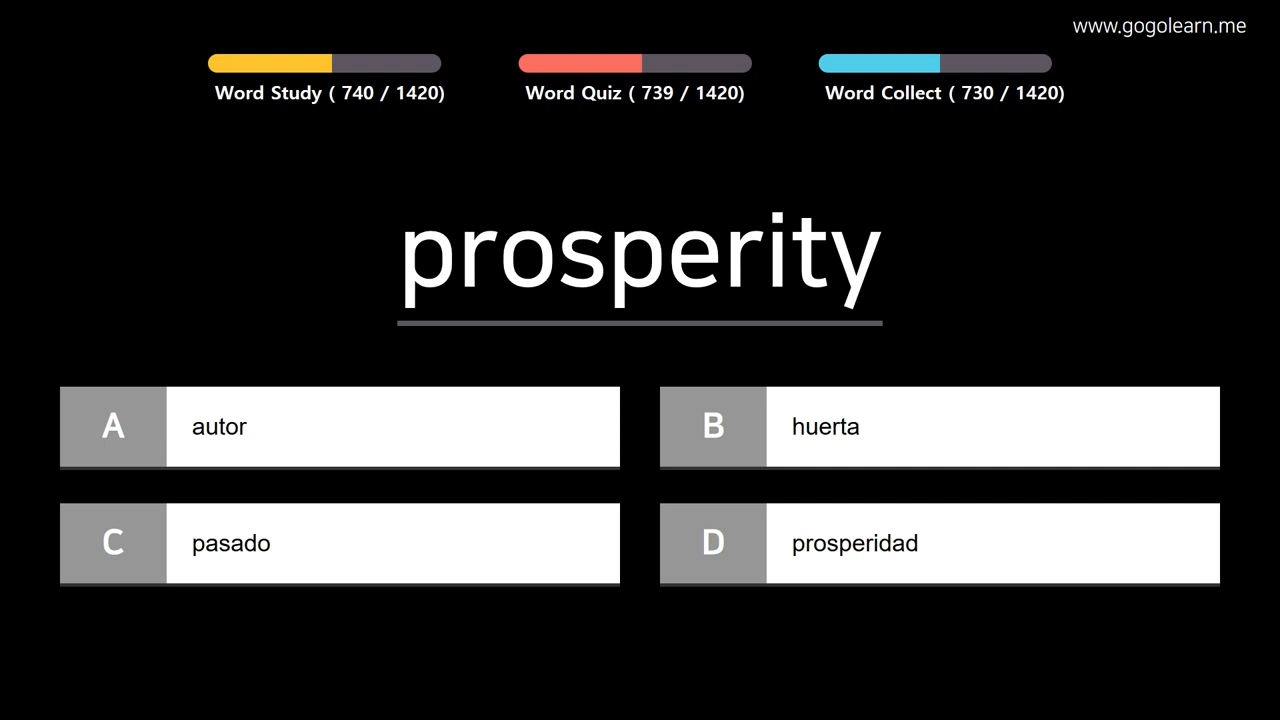 www.gogolearn.me
Word Study ( 740 / 1420)
Word Quiz ( 739 / 1420)
Word Collect ( 730 / 1420)
prosperity
A autor
B huerta
C pasado
D prosperidad